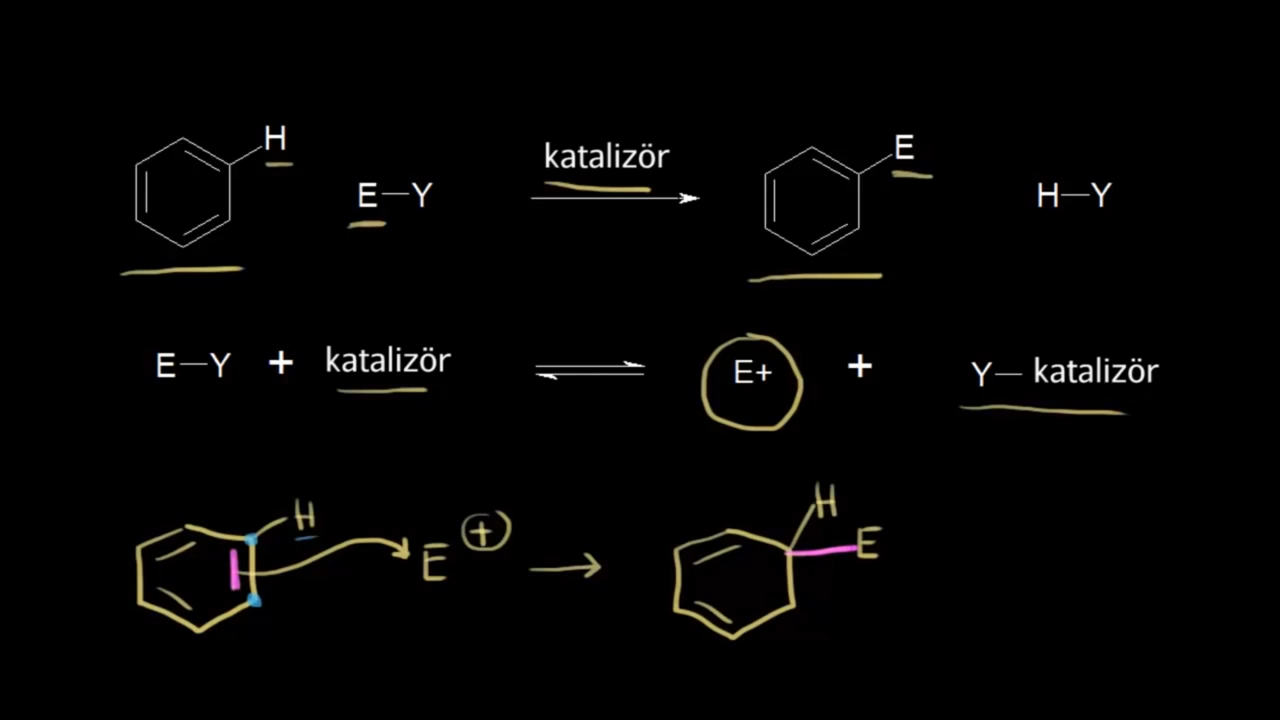 H E—Y katalizör E H—Y
E—Y + katalizör E+ + Y— katalizör
H E + H E